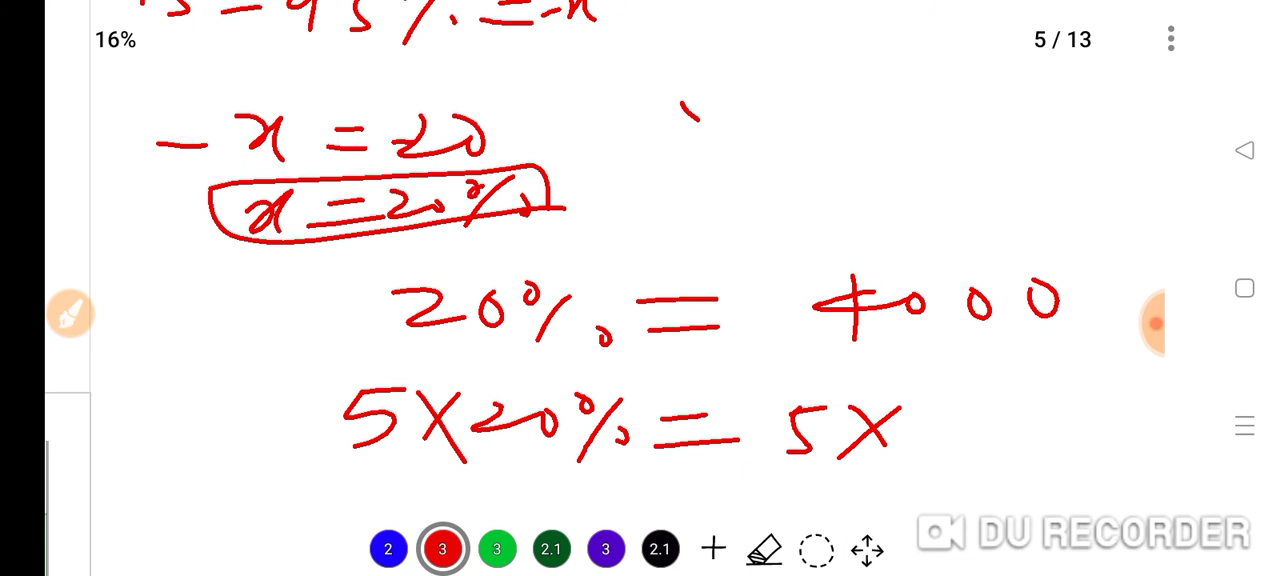 16%
5 / 13
- x = 20
x = 20%
20% = 4000
5 X 20% = 5 X
2 3 3 2.1 3 2.1
DU RECORDER